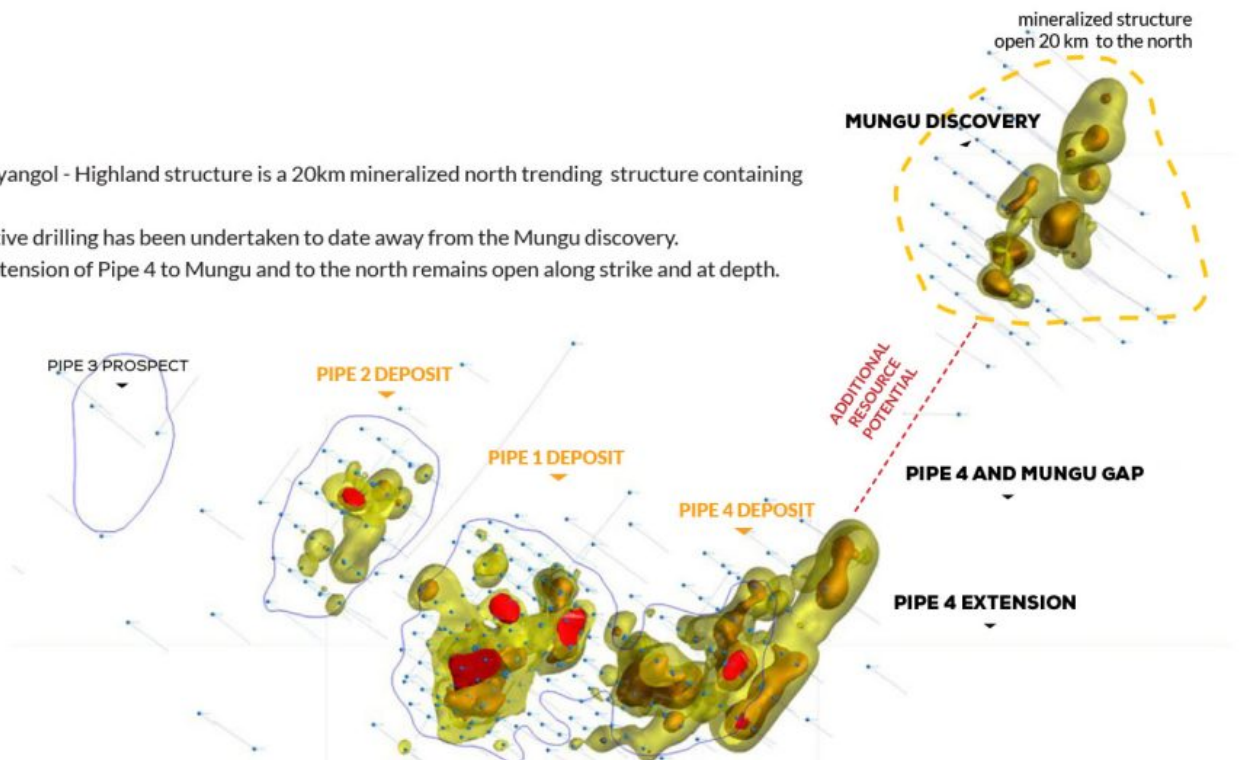 mineralized structure
open 20 km to the north
MUNGU DISCOVERY
yangol - Highland structure is a 20km mineralized north trending structure containing
tive drilling has been undertaken to date away from the Mungu discovery.
tension of Pipe 4 to Mungu and to the north remains open along strike and at depth.
PIPE 3 PROSPECT
PIPE 2 DEPOSIT
ADDITIONAL
RESOURCE
POTENTIAL
PIPE 1 DEPOSIT
PIPE 4 AND MUNGU GAP
PIPE 4 DEPOSIT
PIPE 4 EXTENSION